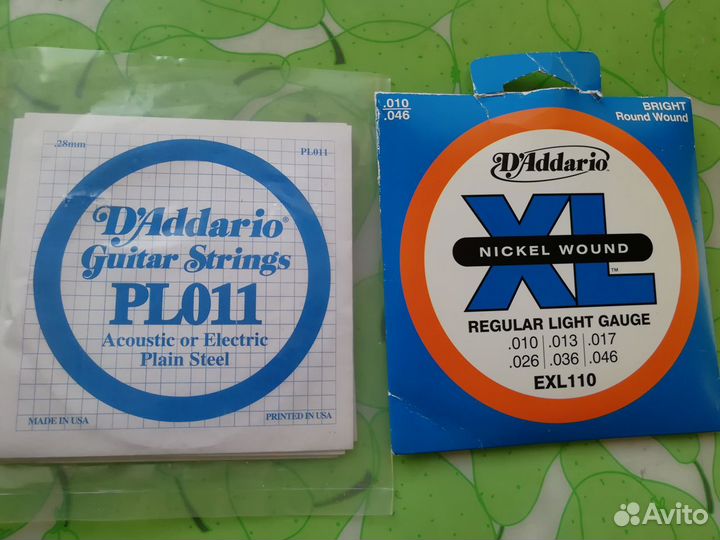 .28mm PL011
D'Addario®
Guitar Strings
PL011
Acoustic or Electric
Plain Steel
MADE IN USA PRINTED IN USA
.010
.046
BRIGHT
Round Wound
D'Addario
XL
NICKEL WOUND
™
REGULAR LIGHT GAUGE
.010 .013 .017
.026 .036 .046
EXL110
Avito